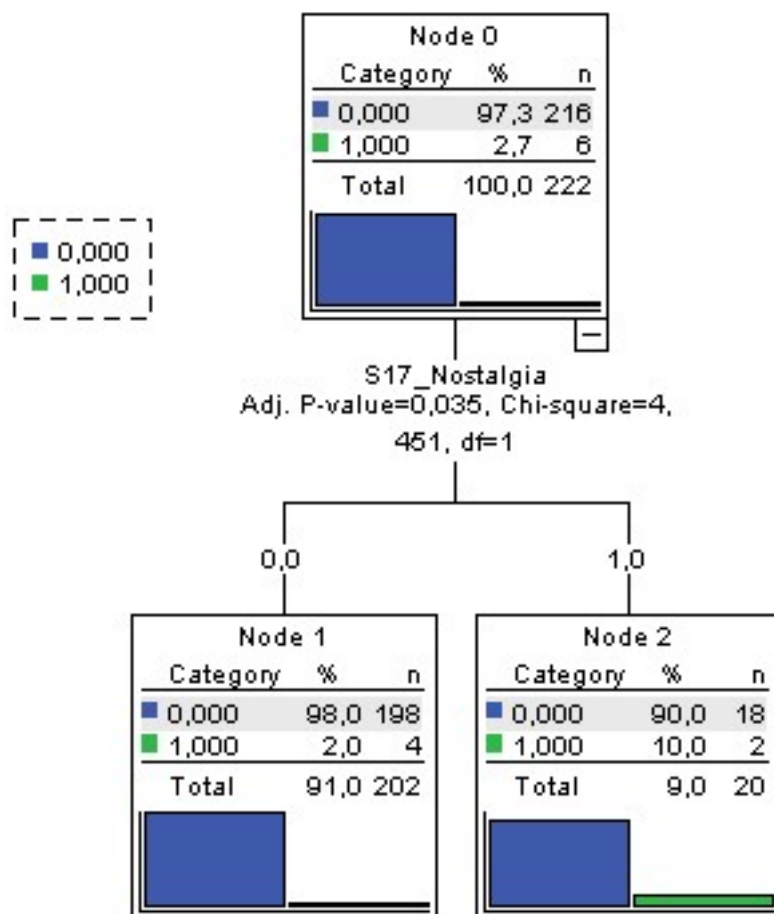 Node 0
Category % n
0,000 97,3 216
1,000 2,7 6
Total 100,0 222
0,000
1,000
S17_Nostalgia
Adj. P-value=0,035, Chi-square=4,
451, df=1
0,0
1,0
Node 1
Category % n
0,000 98,0 198
1,000 2,0 4
Total 91,0 202
Node 2
Category % n
0,000 90,0 18
1,000 10,0 2
Total 9,0 20